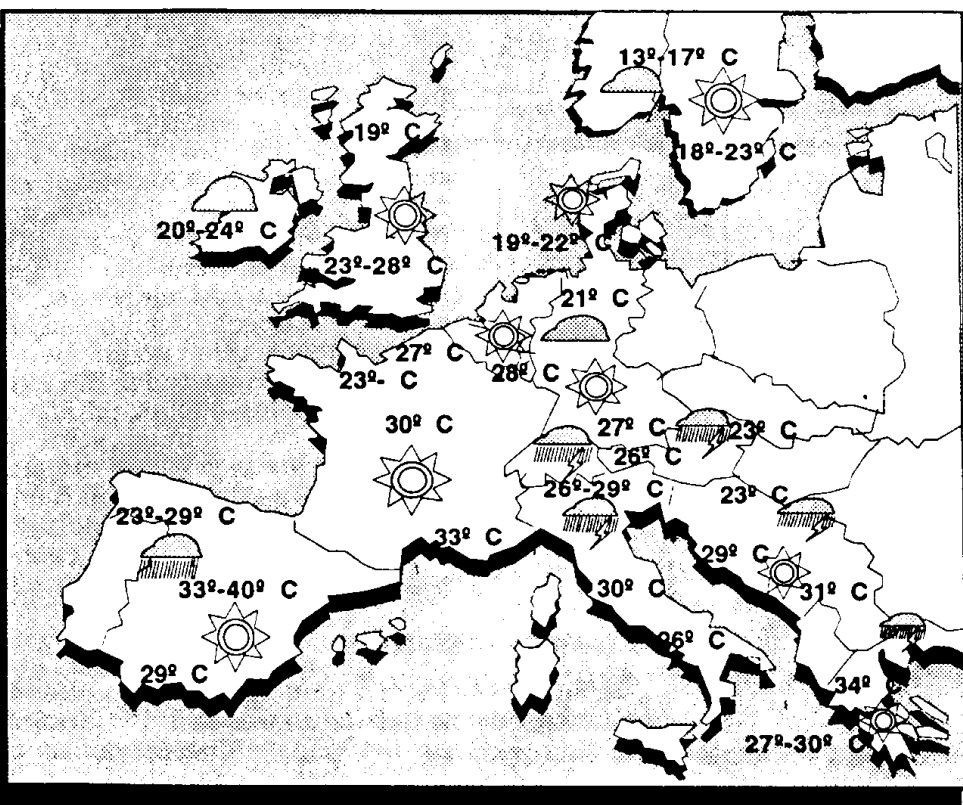 13º-17º C
19º C
18º-23º C
20º-24º C
19º-22º C
23º-28º C
21º C
27º C
28º C
23º- C
30º C
27º C
23º C
26º C
26º-29º C
23º C
23º-29º C
33º C
29º C
33º-40º C
30º C
31º C
26º C
29º C
34º C
27º-30º C